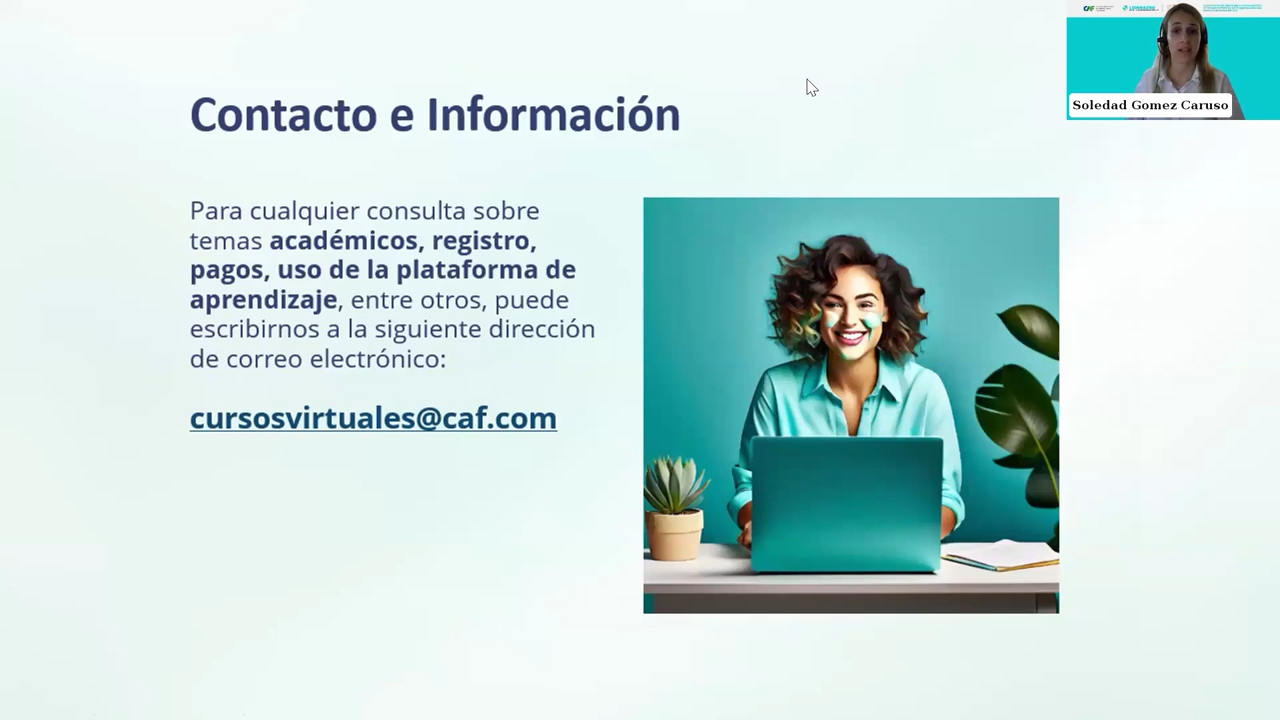 CAF
Soledad Gomez Caruso
Contacto e Información
Para cualquier consulta sobre
temas académicos, registro,
pagos, uso de la plataforma de
aprendizaje, entre otros, puede
escribirnos a la siguiente dirección
de correo electrónico:
cursosvirtuales@caf.com